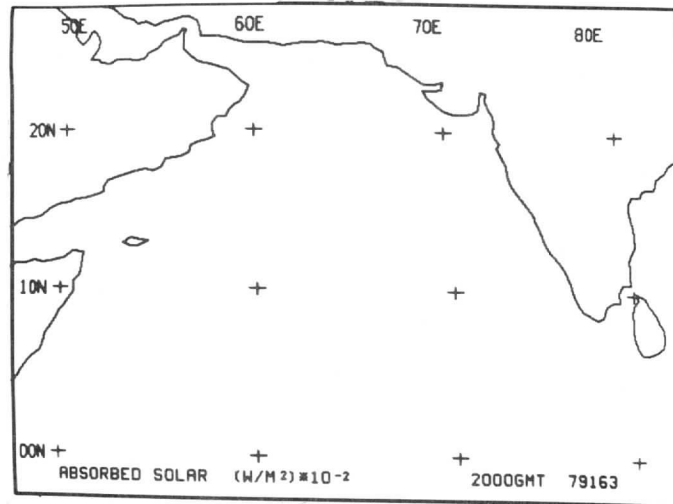 50E 60E 70E 80E
20N
10N
00N
ABSORBED SOLAR (W/M²)*10⁻² 2000GMT 79163